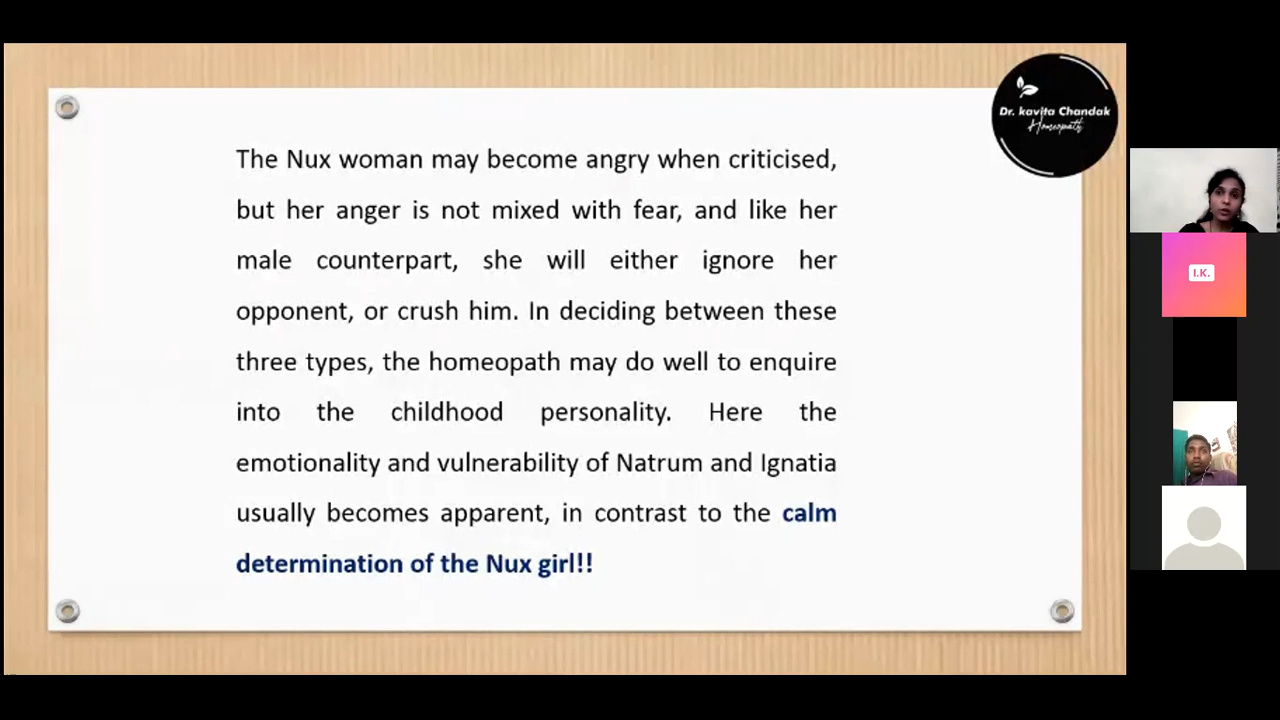 Dr. kavita Chandak
Homeopath
The Nux woman may become angry when criticised,
but her anger is not mixed with fear, and like her
male counterpart, she will either ignore her
opponent, or crush him. In deciding between these
three types, the homeopath may do well to enquire
into the childhood personality. Here the
emotionality and vulnerability of Natrum and Ignatia
usually becomes apparent, in contrast to the calm
determination of the Nux girl!!
I.K.